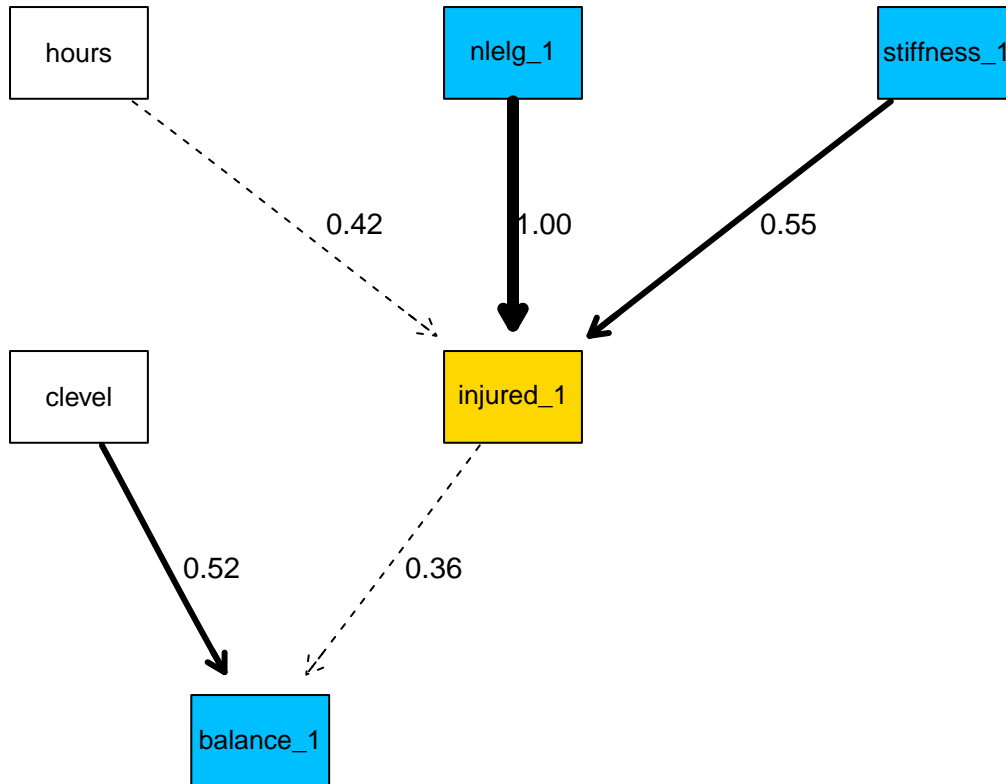 hours
nlelg_1
stiffness_1
0.42
1.00
0.55
clevel
injured_1
0.52
0.36
balance_1